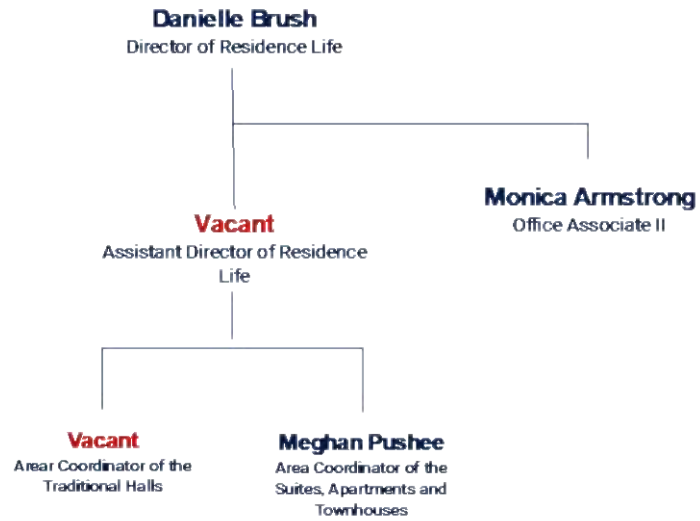 Danielle Brush
Director of Residence Life
Monica Armstrong
Office Associate II
Vacant
Assistant Director of Residence
Life
Vacant
Arear Coordinator of the
Traditional Halls
Meghan Pushee
Area Coordinator of the
Suites, Apartments and
Townhouses